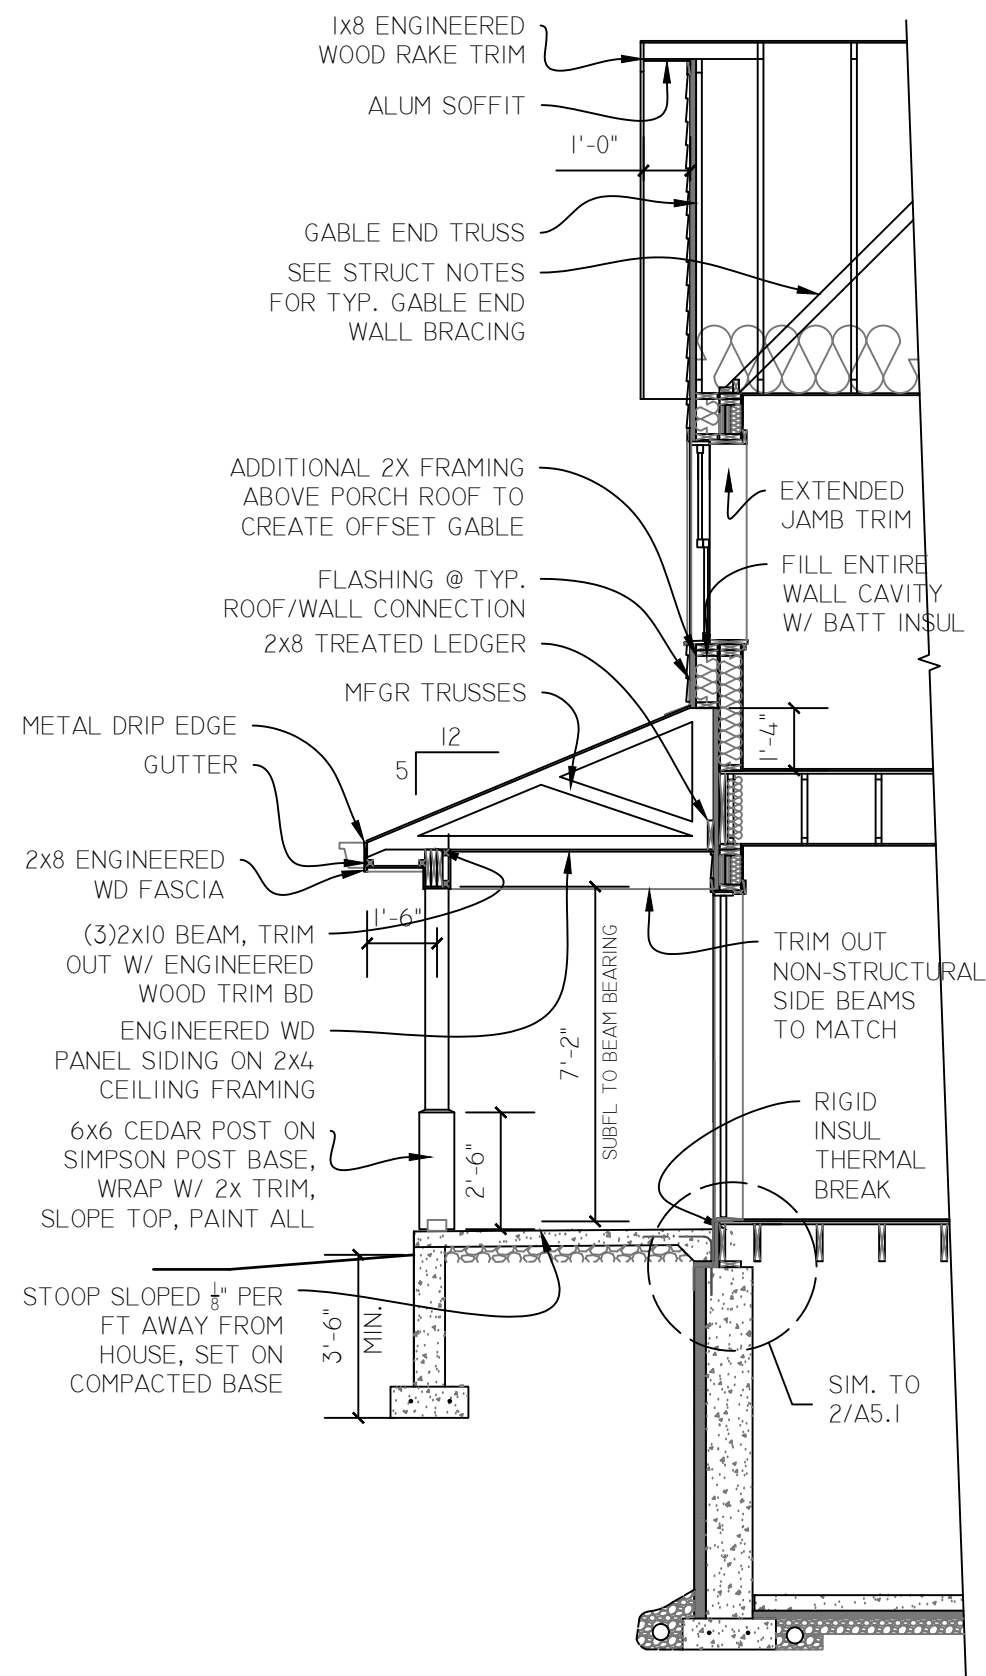 1X8 ENGINEERED
WOOD RAKE TRIM
ALUM SOFFIT
1'-0"
GABLE END TRUSS
SEE STRUCT NOTES
FOR TYP. GABLE END
WALL BRACING
ADDITIONAL 2X FRAMING
ABOVE PORCH ROOF TO
CREATE OFFSET GABLE
EXTENDED
JAMB TRIM
FLASHING @ TYP.
ROOF/WALL CONNECTION
FILL ENTIRE
WALL CAVITY
W/ BATT INSUL
2X8 TREATED LEDGER
MFGR TRUSSES
METAL DRIP EDGE
GUTTER
12
5
1'-4"
2X8 ENGINEERED
WD FASCIA
1'-6"
(3)2X10 BEAM, TRIM
OUT W/ ENGINEERED
WOOD TRIM BD
TRIM OUT
NON-STRUCTURAL
SIDE BEAMS
TO MATCH
ENGINEERED WD
PANEL SIDING ON 2X4
CEILIING FRAMING
7'-2"
SUBFL TO BEAM BEARING
6X6 CEDAR POST ON
SIMPSON POST BASE,
WRAP W/ 2X TRIM,
SLOPE TOP, PAINT ALL
2'-6"
RIGID
INSUL
THERMAL
BREAK
STOOP SLOPED 1/8" PER
FT AWAY FROM
HOUSE, SET ON
COMPACTED BASE
3'-6"
MIN.
SIM. TO
2/A5.1